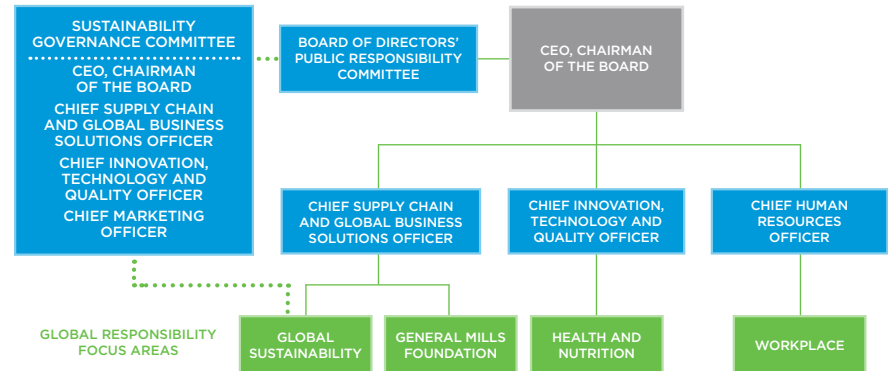 SUSTAINABILITY
GOVERNANCE COMMITTEE
CEO, CHAIRMAN
OF THE BOARD
CHIEF SUPPLY CHAIN
AND GLOBAL BUSINESS
SOLUTIONS OFFICER
CHIEF INNOVATION,
TECHNOLOGY AND
QUALITY OFFICER
CHIEF MARKETING
OFFICER
BOARD OF DIRECTORS'
PUBLIC RESPONSIBILITY
COMMITTEE
CEO, CHAIRMAN
OF THE BOARD
CHIEF SUPPLY CHAIN
AND GLOBAL BUSINESS
SOLUTIONS OFFICER
CHIEF INNOVATION,
TECHNOLOGY AND
QUALITY OFFICER
CHIEF HUMAN
RESOURCES
OFFICER
GLOBAL RESPONSIBILITY
FOCUS AREAS
GLOBAL
SUSTAINABILITY
GENERAL MILLS
FOUNDATION
HEALTH AND
NUTRITION
WORKPLACE